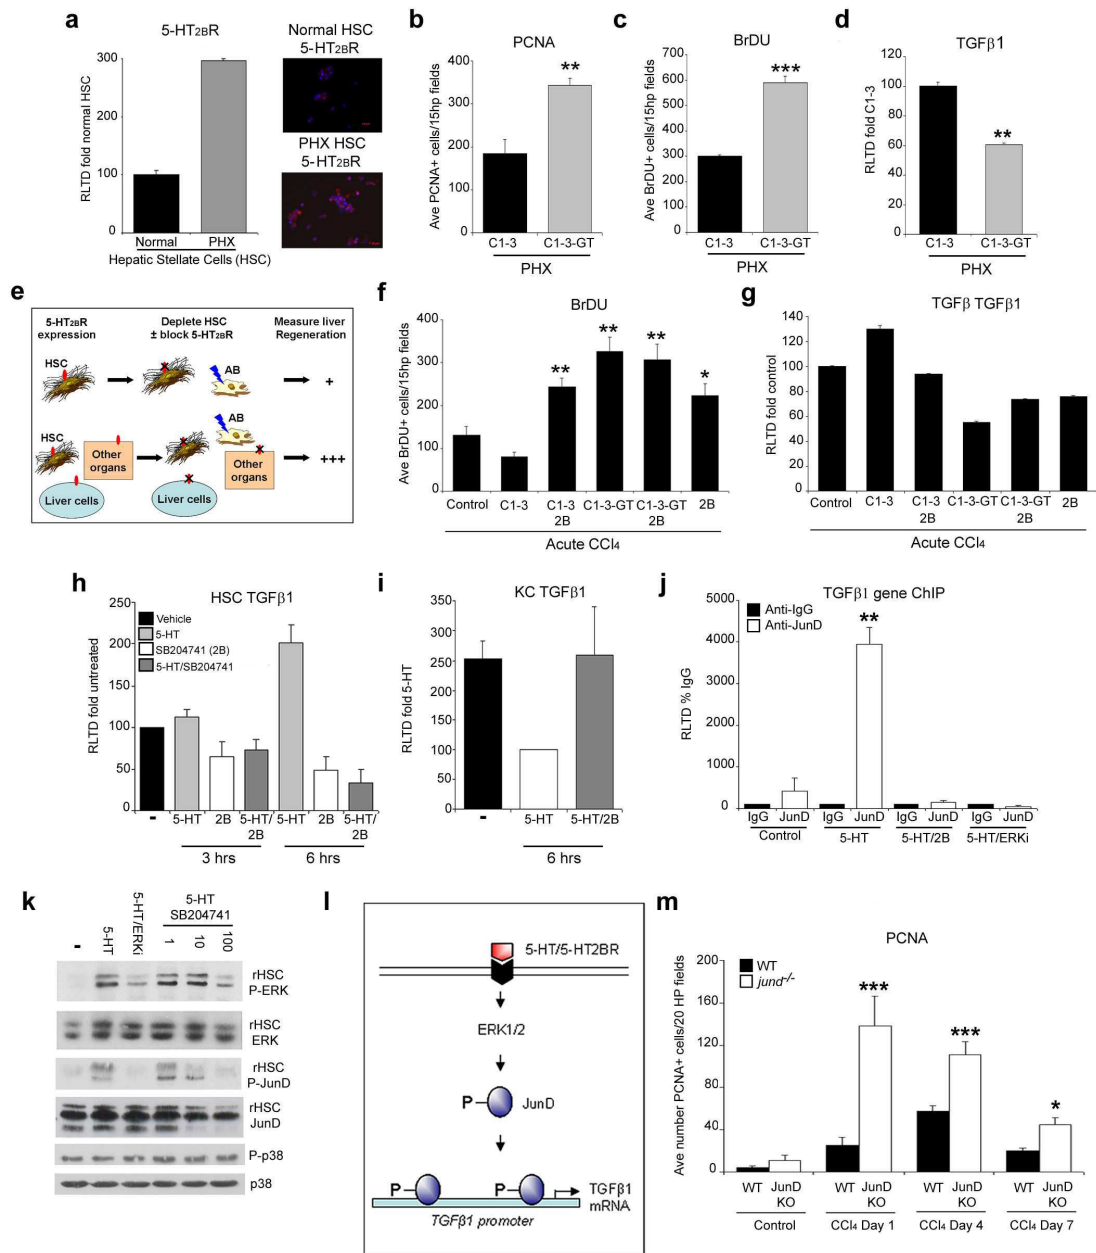 a
5-HT2BR
RLTD fold normal HSC
300
200
100
0
Normal
PHX
Hepatic Stellate Cells (HSC)
Normal HSC
5-HT2BR
PHX HSC
5-HT2BR
b
PCNA
Ave PCNA+ cells/15hp fields
400
300
200
100
0
**
C1-3
C1-3-GT
PHX
c
BrDU
Ave BrDU+ cells/15hp fields
700
600
500
400
300
200
100
0
***
C1-3
C1-3-GT
PHX
d
TGFβ1
RLTD fold C1-3
120
100
80
60
40
20
0
**
C1-3
C1-3-GT
PHX
e
5-HT2BR
expression
Deplete HSC
± block 5-HT2BR
Measure liver
Regeneration
HSC
AB
+
HSC
Other
organs
Liver cells
AB
Other
organs
Liver cells
+++
f
BrDU
Ave BrDU+ cells/15hp fields
400
300
200
100
0
**
**
**
*
Control
C1-3
C1-3
2B
C1-3-GT
C1-3-GT
2B
2B
Acute CCl4
g
TGFβ TGFβ1
RLTD fold control
140
120
100
80
60
40
20
0
Control
C1-3
C1-3
2B
C1-3-GT
C1-3-GT
2B
2B
Acute CCl4
h
HSC TGFβ1
RLTD fold untreated
250
200
150
100
50
0
Vehicle
5-HT
SB204741 (2B)
5-HT/SB204741
-
5-HT
2B
5-HT/
2B
5-HT
2B
5-HT/
2B
3 hrs
6 hrs
i
KC TGFβ1
RLTD fold 5-HT
400
350
300
250
200
150
100
50
0
-
5-HT
5-HT/2B
6 hrs
j
TGFβ1 gene ChIP
RLTD % IgG
5000
4000
3000
2000
1000
0
Anti-IgG
Anti-JunD
**
IgG
JunD
IgG
JunD
IgG
JunD
IgG
JunD
Control
5-HT
5-HT/2B
5-HT/ERKi
k
-
5-HT
5-HT/ERKi
5-HT
SB204741
1
10
100
rHSC
P-ERK
rHSC
ERK
rHSC
P-JunD
rHSC
JunD
P-p38
p38
l
5-HT/5-HT2BR
ERK1/2
P
JunD
P
P
TGFβ1
mRNA
TGFβ1 promoter
m
PCNA
Ave number PCNA+ cells/20 HP fields
200
160
120
80
40
0
WT
jund-/-
***
***
*
WT
JunD
KO
WT
JunD
KO
WT
JunD
KO
WT
JunD
KO
Control
CCl4 Day 1
CCl4 Day 4
CCl4 Day 7